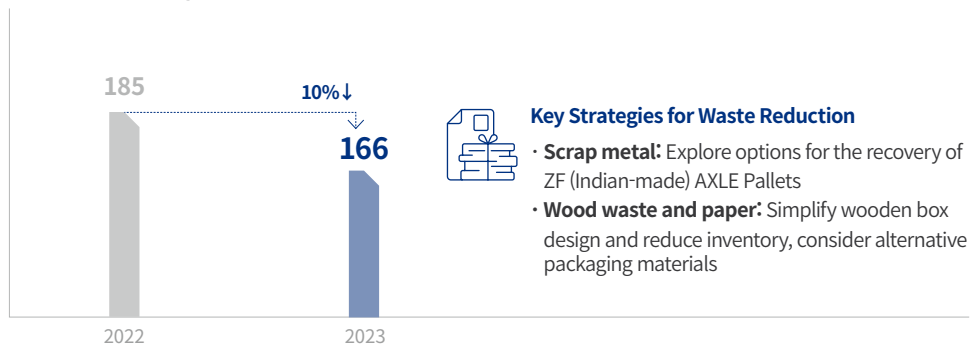 185
10%↓
166
2022
2023
Key Strategies for Waste Reduction
· Scrap metal: Explore options for the recovery of
ZF (Indian-made) AXLE Pallets
· Wood waste and paper: Simplify wooden box
design and reduce inventory, consider alternative
packaging materials